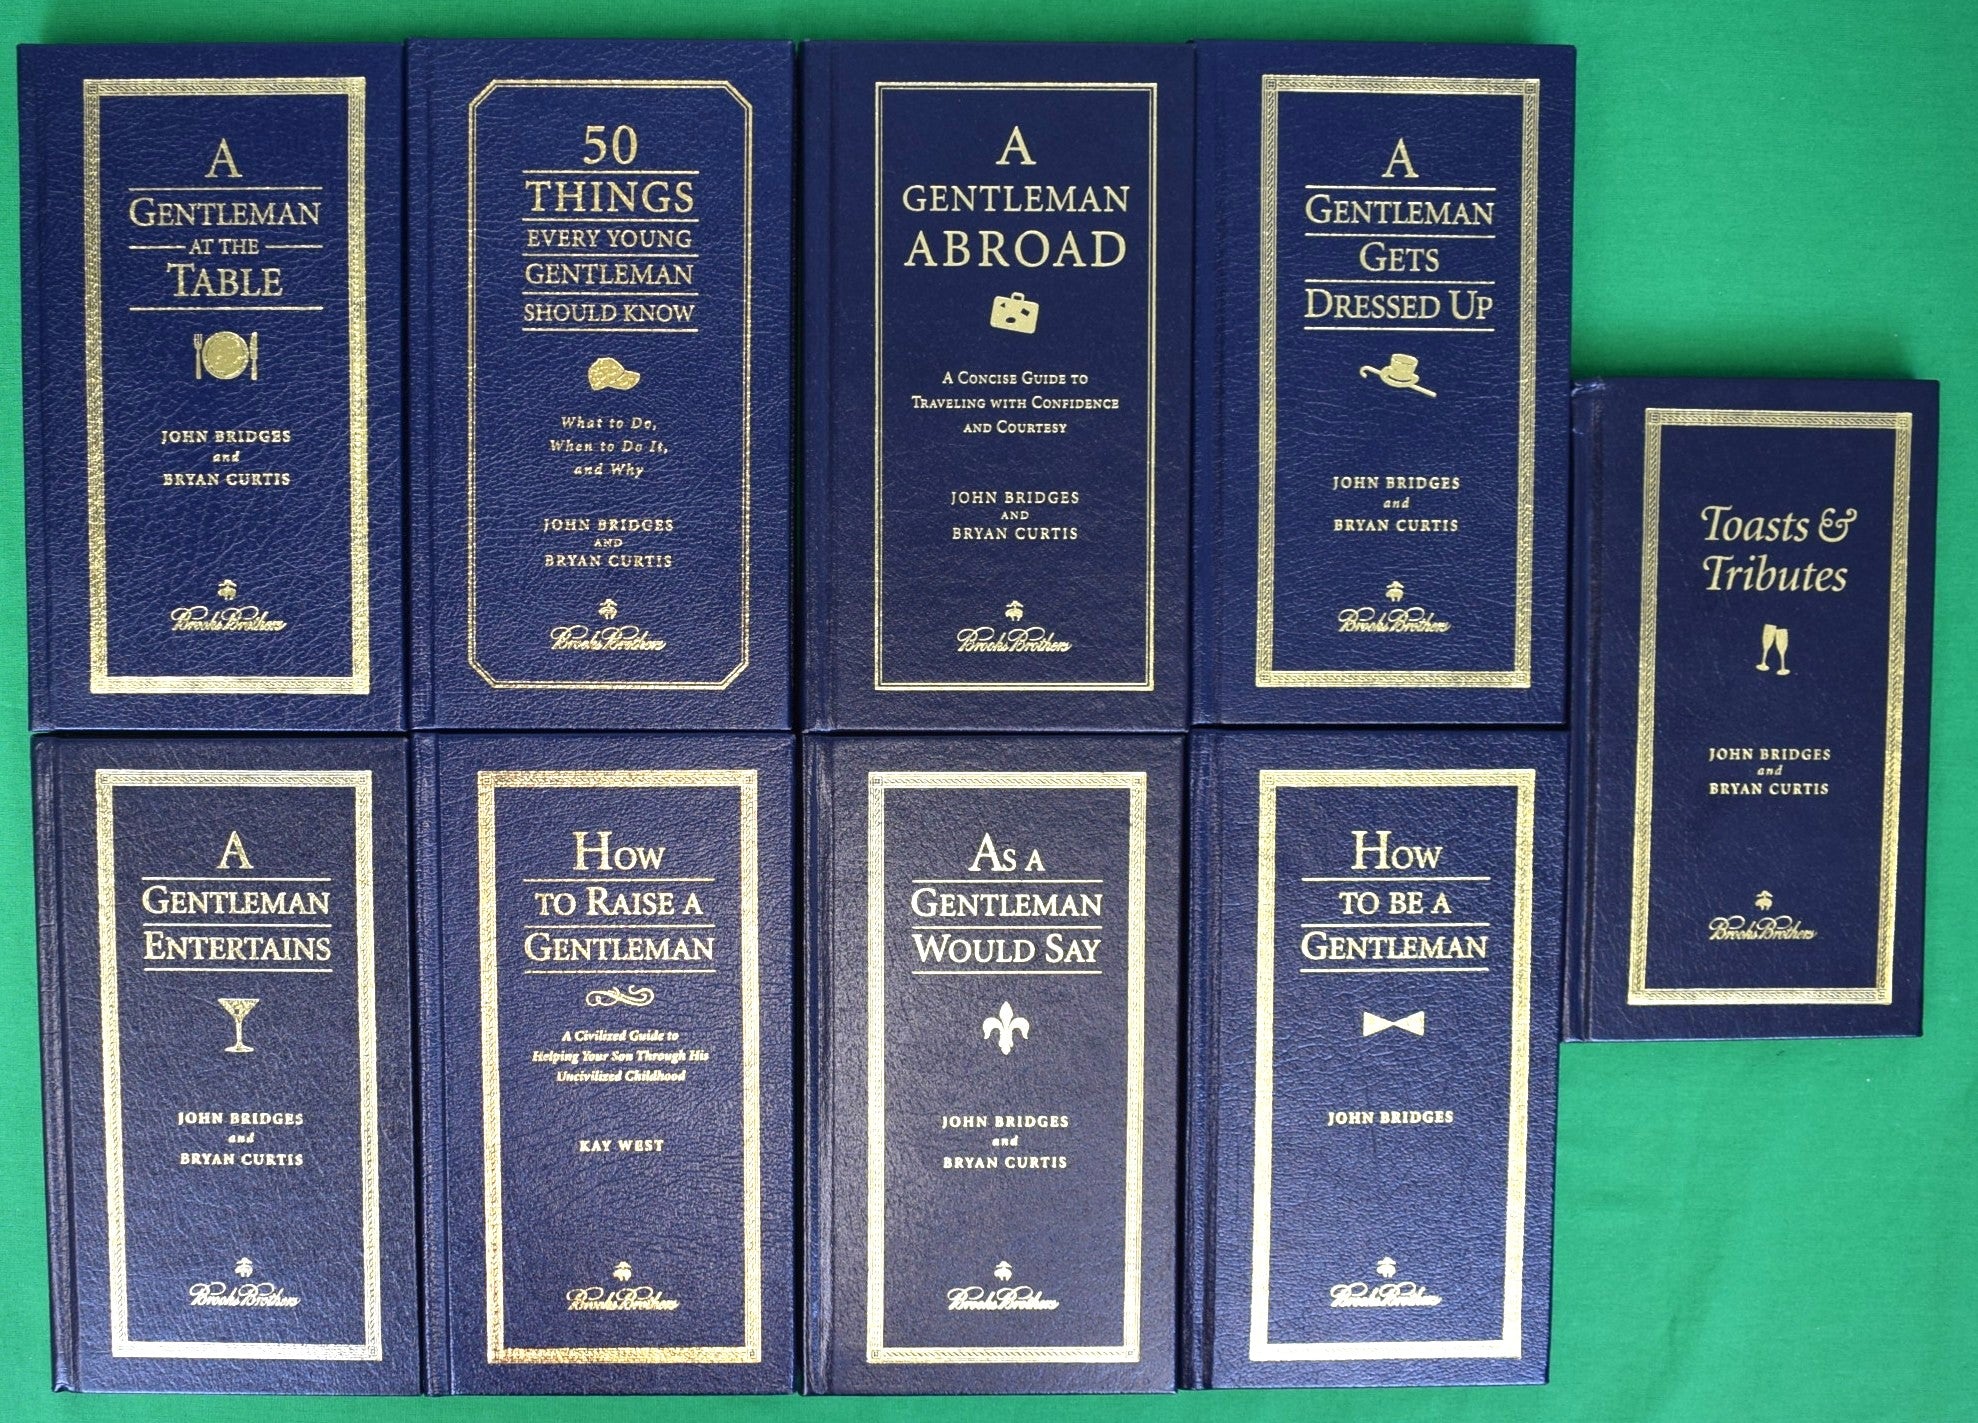 A
GENTLEMAN
AT THE
TABLE
JOHN BRIDGES
and
BRYAN CURTIS
Brooks Brothers
50
THINGS
EVERY YOUNG
GENTLEMAN
SHOULD KNOW
What to Do,
When to Do It,
and Why
JOHN BRIDGES
AND
BRYAN CURTIS
Brooks Brothers
A
GENTLEMAN
ABROAD
A CONCISE GUIDE TO
TRAVELING WITH CONFIDENCE
AND COURTESY
JOHN BRIDGES
AND
BRYAN CURTIS
Brooks Brothers
A
GENTLEMAN
GETS
DRESSED UP
JOHN BRIDGES
and
BRYAN CURTIS
Brooks Brothers
Toasts &
Tributes
JOHN BRIDGES
and
BRYAN CURTIS
Brooks Brothers
A
GENTLEMAN
ENTERTAINS
JOHN BRIDGES
and
BRYAN CURTIS
Brooks Brothers
HOW
TO RAISE A
GENTLEMAN
A Civilized Guide to
Helping Your Son Through His
Uncivilized Childhood
KAY WEST
Brooks Brothers
AS A
GENTLEMAN
WOULD SAY
JOHN BRIDGES
and
BRYAN CURTIS
Brooks Brothers
HOW
TO BE A
GENTLEMAN
JOHN BRIDGES
Brooks Brothers